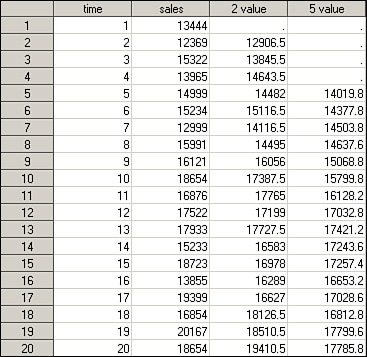 time sales 2 value 5 value
1 1 13444 . .
2 2 12369 12906.5 .
3 3 15322 13845.5 .
4 4 13965 14643.5 .
5 5 14999 14482 14019.8
6 6 15234 15116.5 14377.8
7 7 12999 14116.5 14503.8
8 8 15991 14495 14637.6
9 9 16121 16056 15068.8
10 10 18654 17387.5 15799.8
11 11 16876 17765 16128.2
12 12 17522 17199 17032.8
13 13 17933 17727.5 17421.2
14 14 15233 16583 17243.6
15 15 18723 16978 17257.4
16 16 13855 16289 16653.2
17 17 19399 16627 17028.6
18 18 16854 18126.5 16812.8
19 19 20167 18510.5 17799.6
20 20 18654 19410.5 17785.8